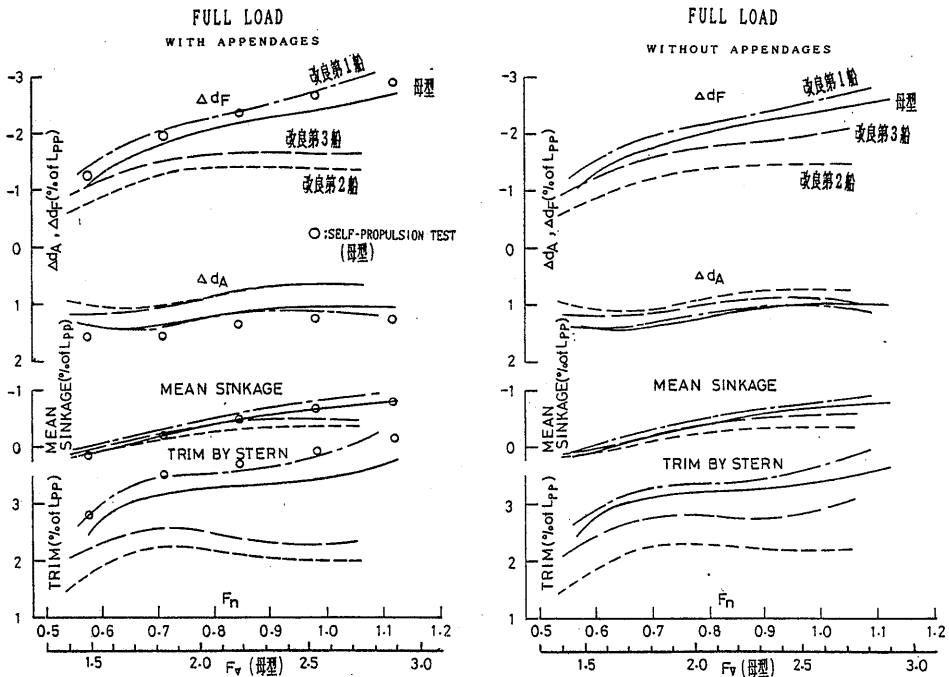 FULL LOAD
WITH APPENDAGES
-3
-2
-1
0
1
2
-1
0
3
2
1
ΔdA , ΔdF(% of LPP)
MEAN
SINKAGE(% of LPP)
TRIM(% of LPP)
改良第1船
ΔdF
母型
改良第3船
改良第2船
O :SELF-PROPULSION TEST
(母型)
ΔdA
MEAN SINKAGE
TRIM BY STERN
Fn
0.5 0.6 0.7 0.8 0.9 1.0 1.1 1.2
1.5 2.0 2.5 3.0
F∇ (母型)
FULL LOAD
WITHOUT APPENDAGES
-3
-2
-1
0
1
2
-1
0
3
2
1
ΔdA , ΔdF(% of LPP)
MEAN
SINKAGE(% of LPP)
TRIM(% of LPP)
改良第1船
ΔdF
母型
改良第3船
改良第2船
ΔdA
MEAN SINKAGE
TRIM BY STERN
Fn
0.5 0.6 0.7 0.8 0.9 1.0 1.1 1.2
1.5 2.0 2.5 3.0
F∇ (母型)